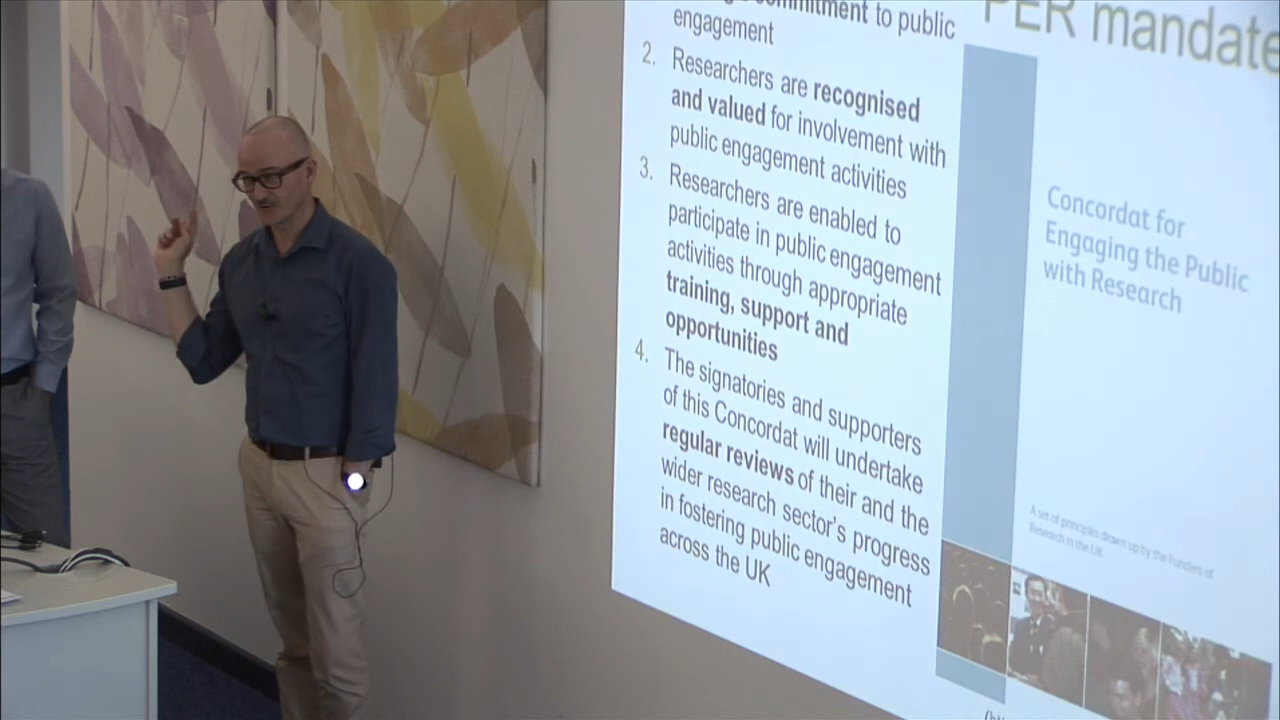 commitment to public
engagement
2. Researchers are recognised
and valued for involvement with
public engagement activities
3. Researchers are enabled to
participate in public engagement
activities through appropriate
training, support and
opportunities
4. The signatories and supporters
of this Concordat will undertake
regular reviews of their and the
wider research sector's progress
in fostering public engagement
across the UK
PER mandate
Concordat for
Engaging the Public
with Research
A set of principles drawn up by the Funders of
Research in the UK